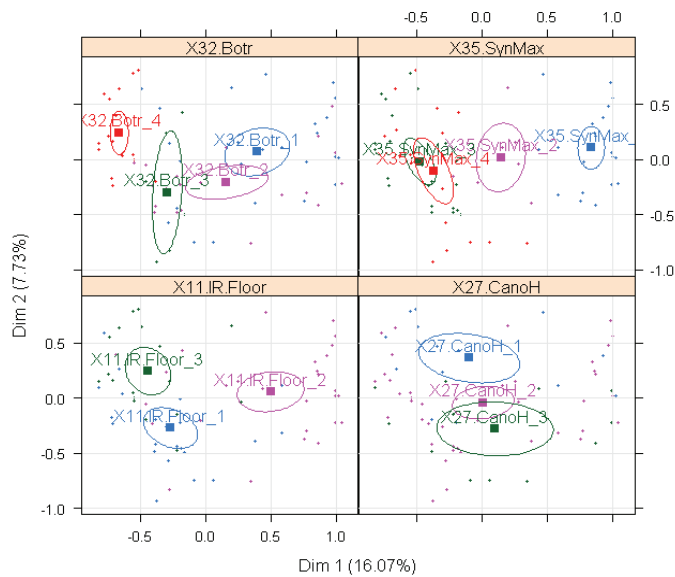 -0.5 0.0 0.5 1.0
X32.Botr X35.SynMax
X32.Botr_4
X32.Botr_1
X32.Botr_2
X32.Botr_3
X35.SynMax_
X35.SynMax_2
X35.SynMax_3
X35.SynMax_4
0.5
0.0
-0.5
-1.0
X11.IR.Floor X27.CanoH
X11.IR.Floor_3
X11.IR.Floor_2
X11.IR.Floor_1
X27.CanoH_1
X27.CanoH_2
X27.CanoH_3
0.5
0.0
-0.5
-1.0
-0.5 0.0 0.5 1.0
Dim 2 (7.73%)
Dim 1 (16.07%)